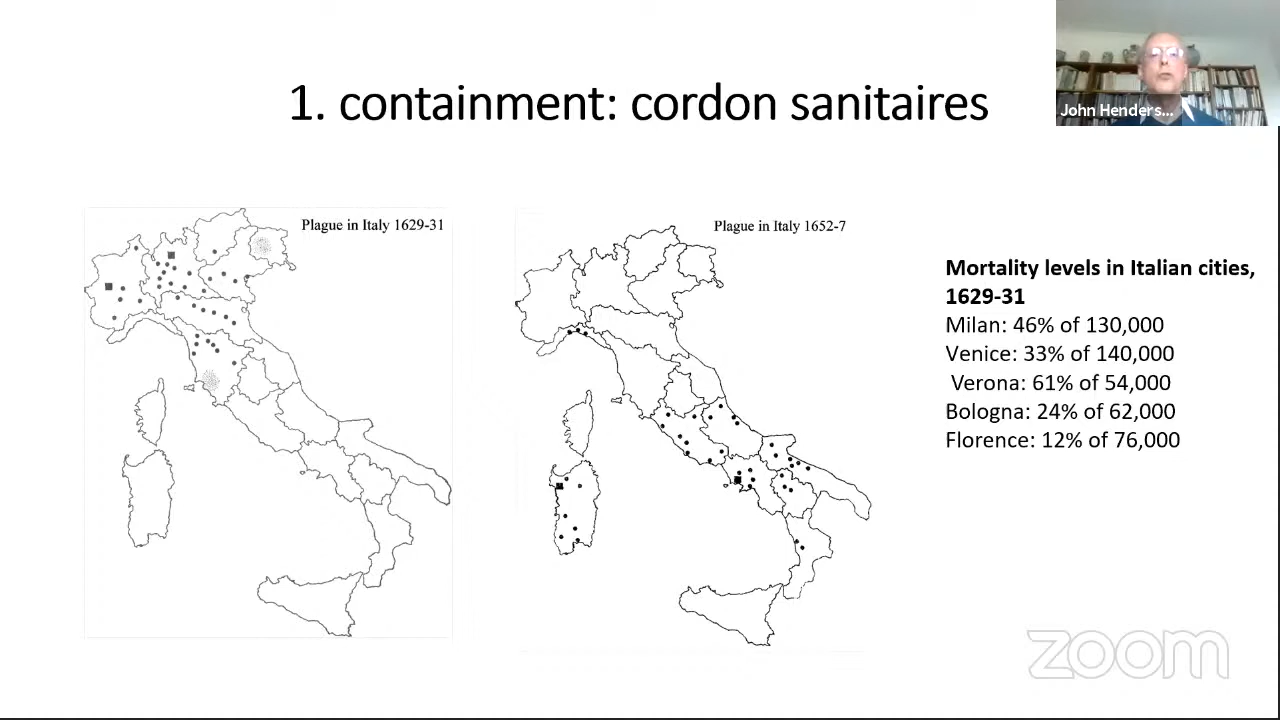 1. containment: cordon sanitaires
John Henders...
Plague in Italy 1629-31
Plague in Italy 1652-7
Mortality levels in Italian cities,
1629-31
Milan: 46% of 130,000
Venice: 33% of 140,000
Verona: 61% of 54,000
Bologna: 24% of 62,000
Florence: 12% of 76,000
zoom